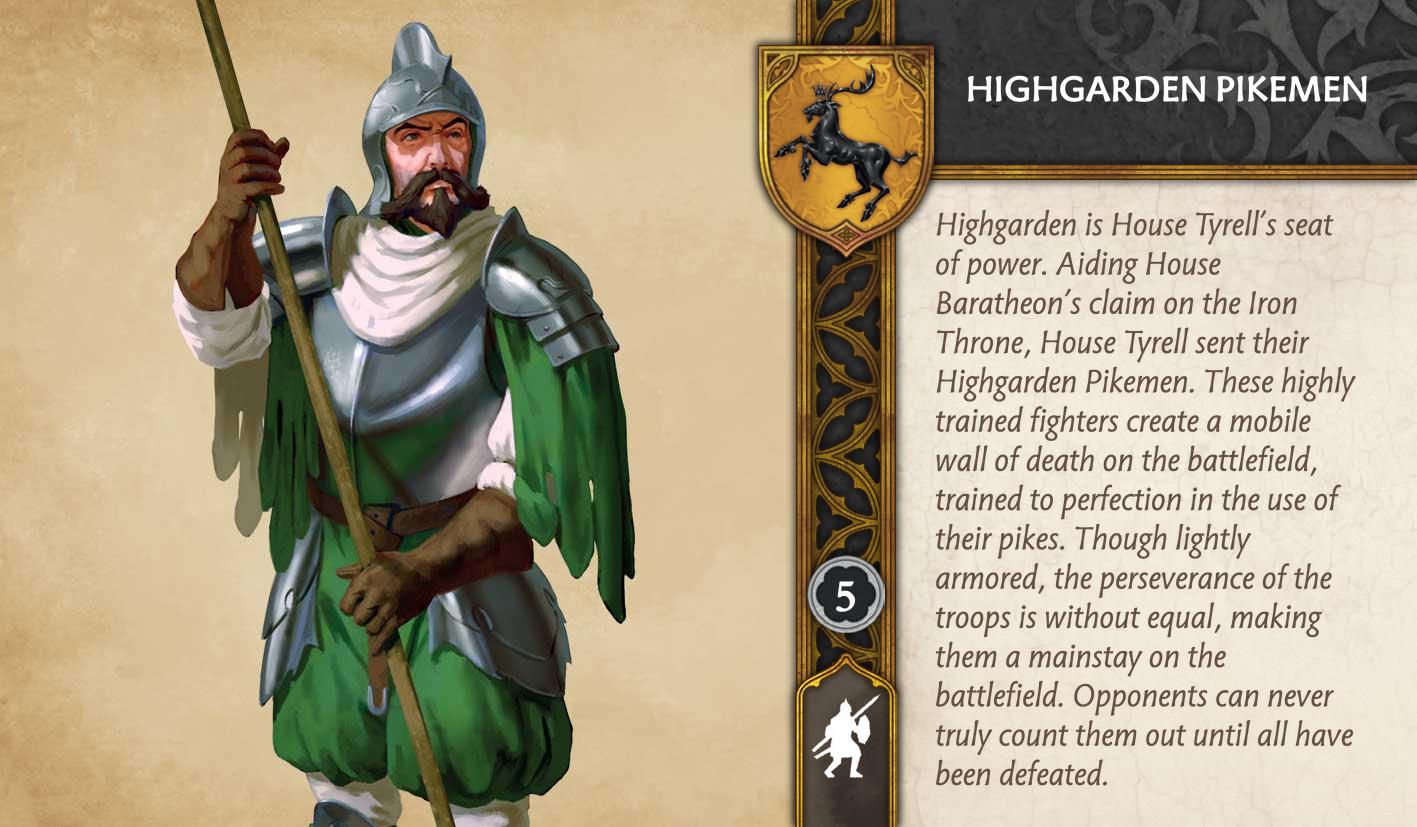 HIGHGARDEN PIKEMEN
Highgarden is House Tyrell's seat
of power. Aiding House
Baratheon's claim on the Iron
Throne, House Tyrell sent their
Highgarden Pikemen. These highly
trained fighters create a mobile
wall of death on the battlefield,
trained to perfection in the use of
their pikes. Though lightly
armored, the perseverance of the
troops is without equal, making
them a mainstay on the
battlefield. Opponents can never
truly count them out until all have
been defeated.
5